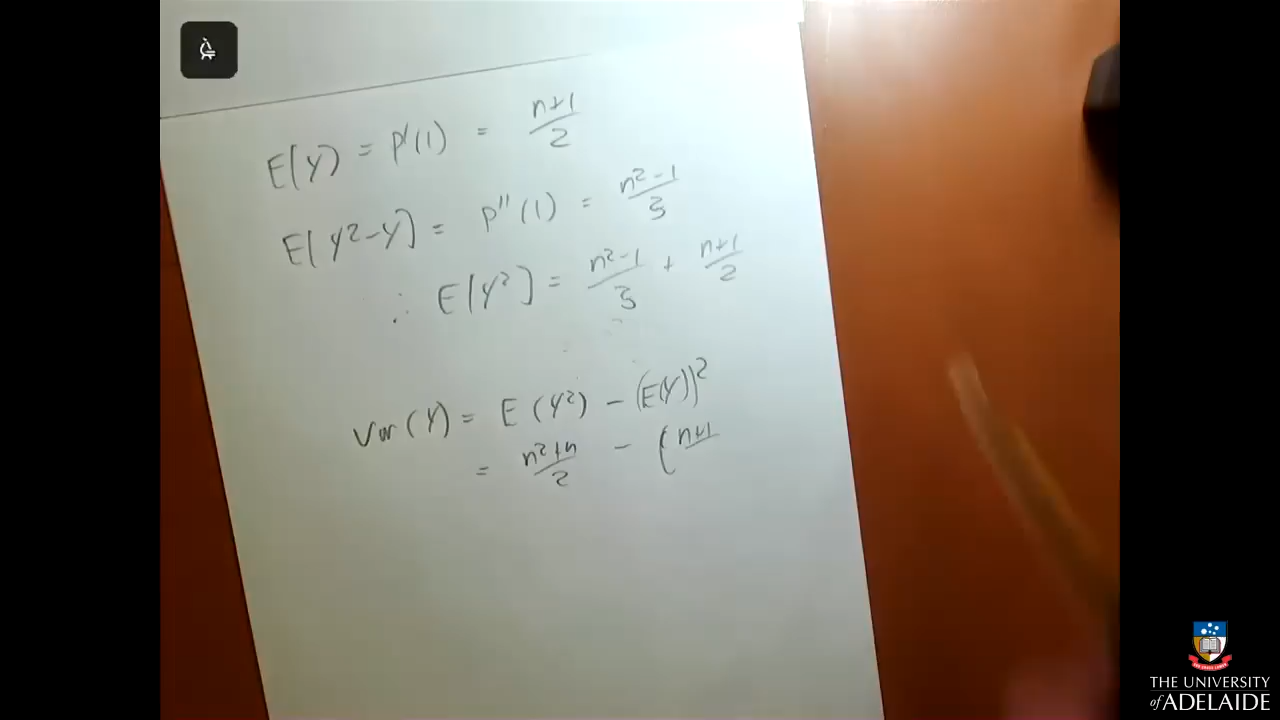 E(Y) = P'(1) = n+1/2
E[Y²-Y] = P''(1) = n²-1/3
∴ E[Y²] = n²-1/3 + n+1/2
Var(Y) = E(Y²) - (E(Y))²
= n²+n/2 - (n+1
THE UNIVERSITY
of ADELAIDE